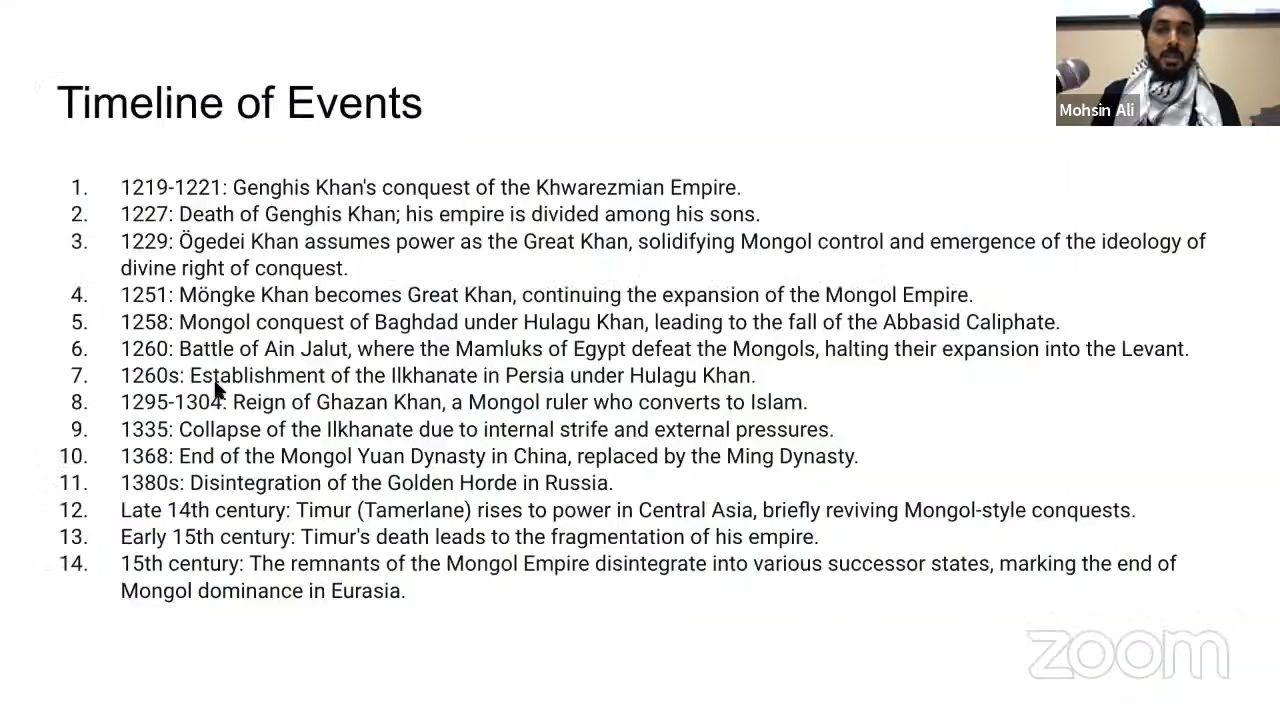 Mohsin Ali
Timeline of Events
1. 1219-1221: Genghis Khan's conquest of the Khwarezmian Empire.
2. 1227: Death of Genghis Khan; his empire is divided among his sons.
3. 1229: Ögedei Khan assumes power as the Great Khan, solidifying Mongol control and emergence of the ideology of
divine right of conquest.
4. 1251: Möngke Khan becomes Great Khan, continuing the expansion of the Mongol Empire.
5. 1258: Mongol conquest of Baghdad under Hulagu Khan, leading to the fall of the Abbasid Caliphate.
6. 1260: Battle of Ain Jalut, where the Mamluks of Egypt defeat the Mongols, halting their expansion into the Levant.
7. 1260s: Establishment of the Ilkhanate in Persia under Hulagu Khan.
8. 1295-1304: Reign of Ghazan Khan, a Mongol ruler who converts to Islam.
9. 1335: Collapse of the Ilkhanate due to internal strife and external pressures.
10. 1368: End of the Mongol Yuan Dynasty in China, replaced by the Ming Dynasty.
11. 1380s: Disintegration of the Golden Horde in Russia.
12. Late 14th century: Timur (Tamerlane) rises to power in Central Asia, briefly reviving Mongol-style conquests.
13. Early 15th century: Timur's death leads to the fragmentation of his empire.
14. 15th century: The remnants of the Mongol Empire disintegrate into various successor states, marking the end of
Mongol dominance in Eurasia.
zoom